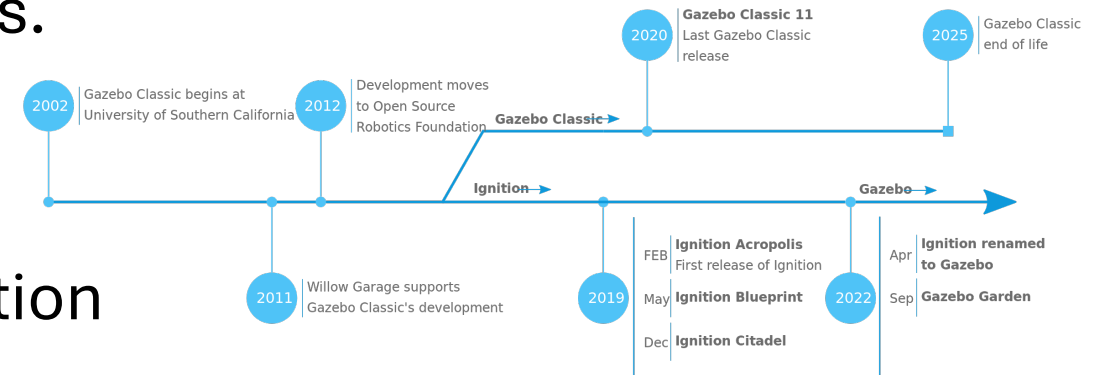 s.
tion
2002
Gazebo Classic begins at
University of Southern California
2012
Development moves
to Open Source
Robotics Foundation
2020
Gazebo Classic 11
Last Gazebo Classic
release
2025
Gazebo Classic
end of life
Gazebo Classic
Ignition
Gazebo
2011
Willow Garage supports
Gazebo Classic's development
2019
FEB
Ignition Acropolis
First release of Ignition
May
Ignition Blueprint
Dec
Ignition Citadel
2022
Apr
Ignition renamed
to Gazebo
Sep
Gazebo Garden